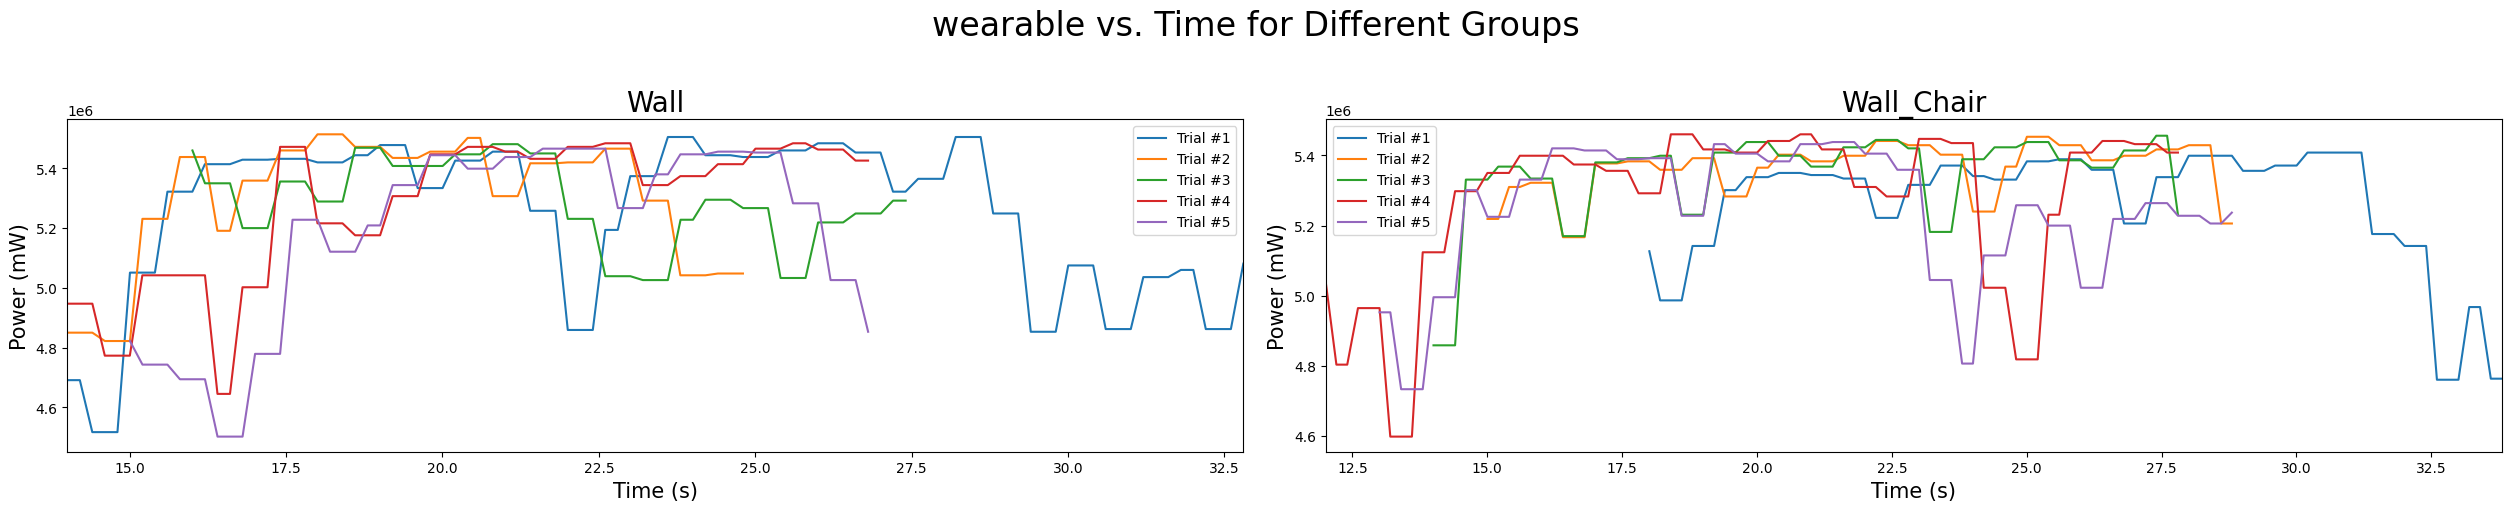 wearable vs. Time for Different Groups
Wall
1e6
Power (mW)
5.4
5.2
5.0
4.8
4.6
15.0 17.5 20.0 22.5 25.0 27.5 30.0 32.5
Time (s)
Trial #1
Trial #2
Trial #3
Trial #4
Trial #5
Wall_Chair
1e6
Power (mW)
5.4
5.2
5.0
4.8
4.6
12.5 15.0 17.5 20.0 22.5 25.0 27.5 30.0 32.5
Time (s)
Trial #1
Trial #2
Trial #3
Trial #4
Trial #5